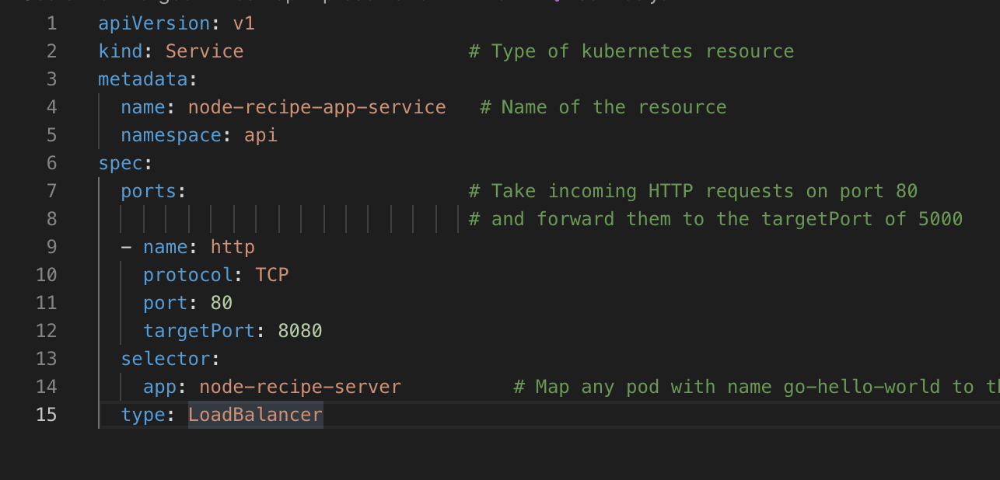 1 apiVersion: v1
2 kind: Service # Type of kubernetes resource
3 metadata:
4 name: node-recipe-app-service # Name of the resource
5 namespace: api
6 spec:
7 ports: # Take incoming HTTP requests on port 80
8 # and forward them to the targetPort of 5000
9 - name: http
10 protocol: TCP
11 port: 80
12 targetPort: 8080
13 selector:
14 app: node-recipe-server # Map any pod with name go-hello-world to
15 type: LoadBalancer